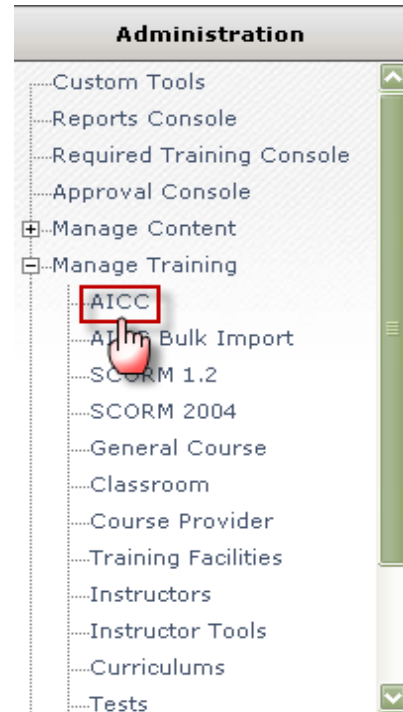 Administration
Custom Tools
Reports Console
Required Training Console
Approval Console
Manage Content
Manage Training
AICC
Bulk Import
SCORM 1.2
SCORM 2004
General Course
Classroom
Course Provider
Training Facilities
Instructors
Instructor Tools
Curriculums
Tests